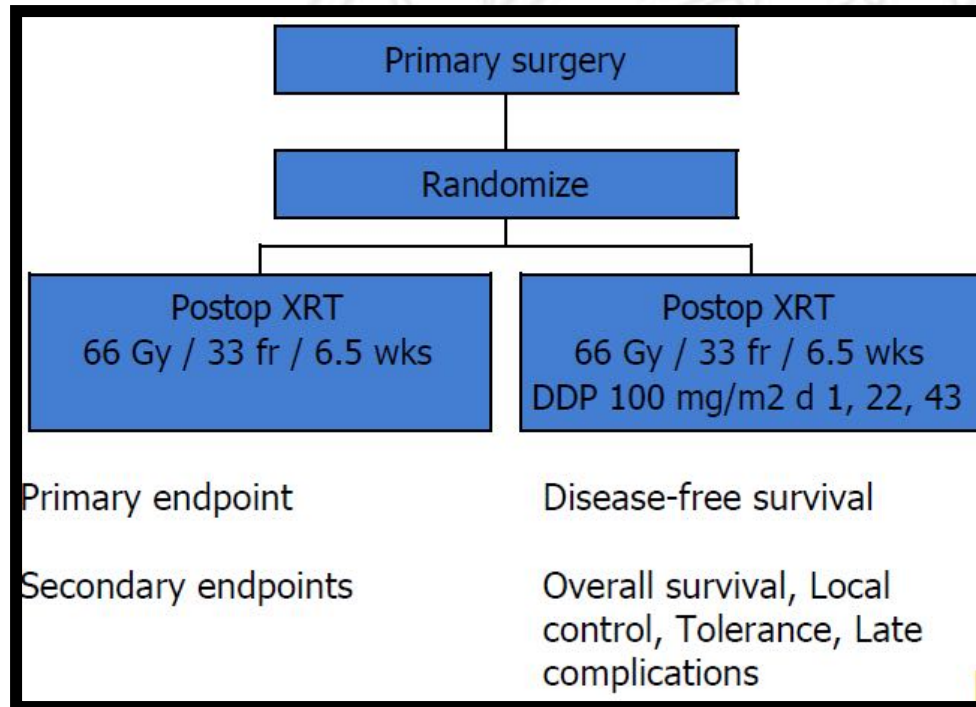 Primary surgery
Randomize
Postop XRT
66 Gy / 33 fr / 6.5 wks
Postop XRT
66 Gy / 33 fr / 6.5 wks
DDP 100 mg/m2 d 1, 22, 43
Primary endpoint
Disease-free survival
Secondary endpoints
Overall survival, Local
control, Tolerance, Late
complications